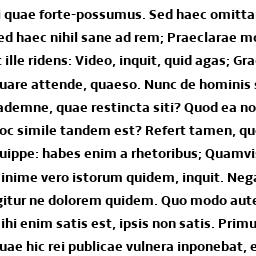 quae forte-possumus. Sed haec omitta
ed haec nihil sane ad rem; Praeclarae mo
ille ridens: Video, inquit, quid agas; Gra
uare attende, quaeso. Nunc de hominis s
ademne, quae restincta siti? Quod ea no
oc simile tandem est? Refert tamen, qu
uippe: habes enim a rhetoribus; Quamvi
inime vero istorum quidem, inquit. Nega
gitur ne dolorem quidem. Quo modo aute
ihi enim satis est, ipsis non satis. Primu
uae hic rei publicae vulnera inponebat, e